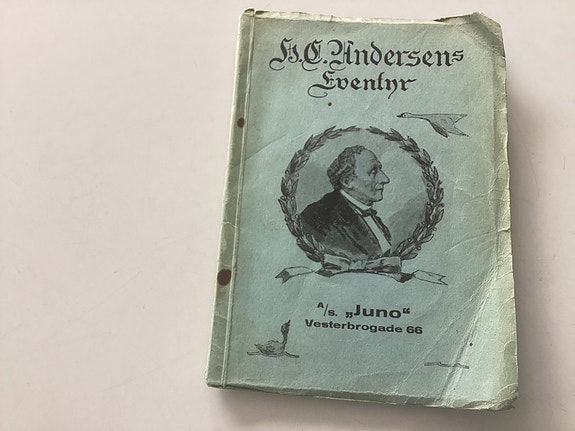 H.C. Andersens
Eventyr
A/s. „Juno“
Vesterbrogade 66